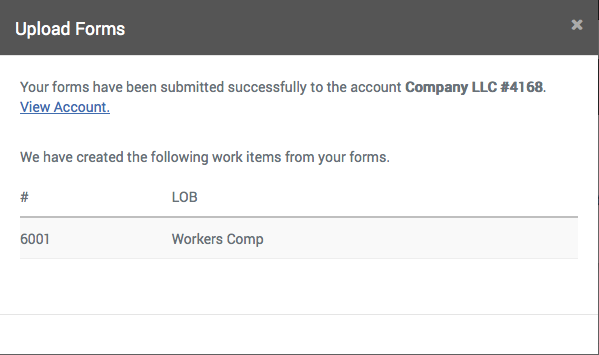 Upload Forms
Your forms have been submitted successfully to the account Company LLC #4168.
View Account.
We have created the following work items from your forms.
# LOB
6001 Workers Comp